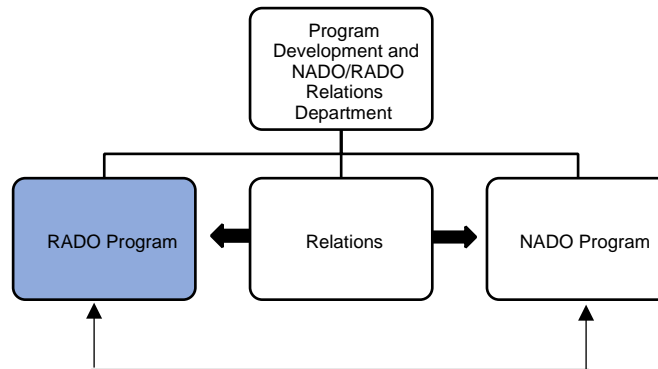 Program
Development and
NADO/RADO
Relations
Department
RADO Program
Relations
NADO Program